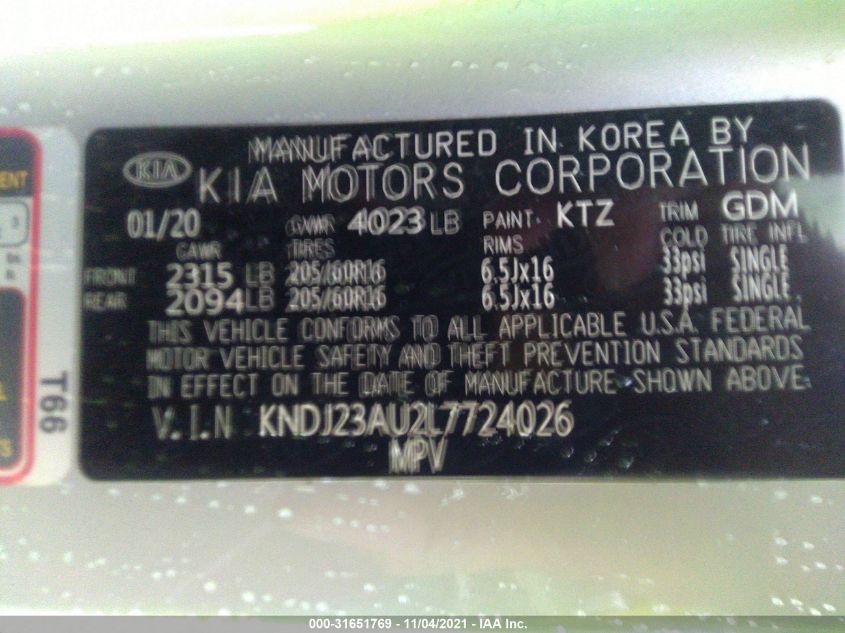 MANUFACTURED IN KOREA BY
KIA
KIA MOTORS CORPORATION
01/20 GVWR 4023 LB PAINT: KTZ TRIM GDM
GAWR TIRES RIMS COLD TIRE INFL
FRONT 2315 LB 205/60R16 6.5Jx16 33psi SINGLE
REAR 2094 LB 205/60R16 6.5Jx16 33psi SINGLE
THIS VEHICLE CONFORMS TO ALL APPLICABLE U.S.A. FEDERAL
MOTOR VEHICLE SAFETY AND THEFT PREVENTION STANDARDS
IN EFFECT ON THE DATE OF MANUFACTURE SHOWN ABOVE.
V.I.N KNDJ23AU2L7724026
MPV
T66
000-31651769 - 11/04/2021 - IAA Inc.